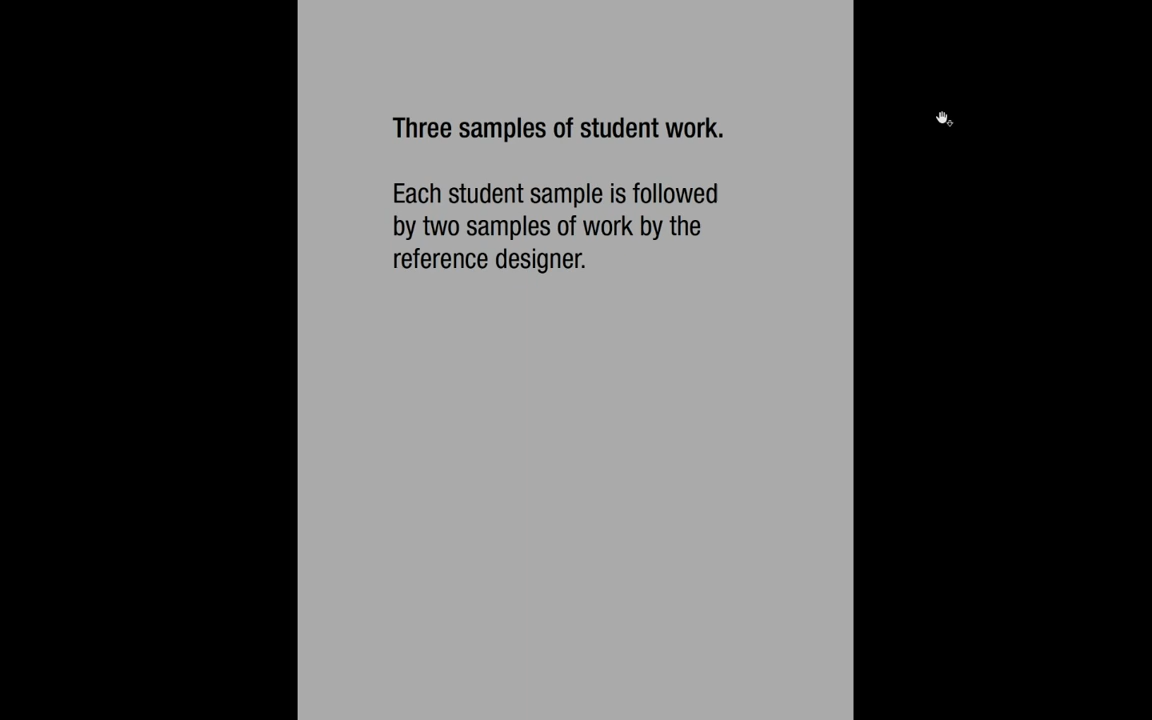 Three samples of student work.
Each student sample is followed
by two samples of work by the
reference designer.